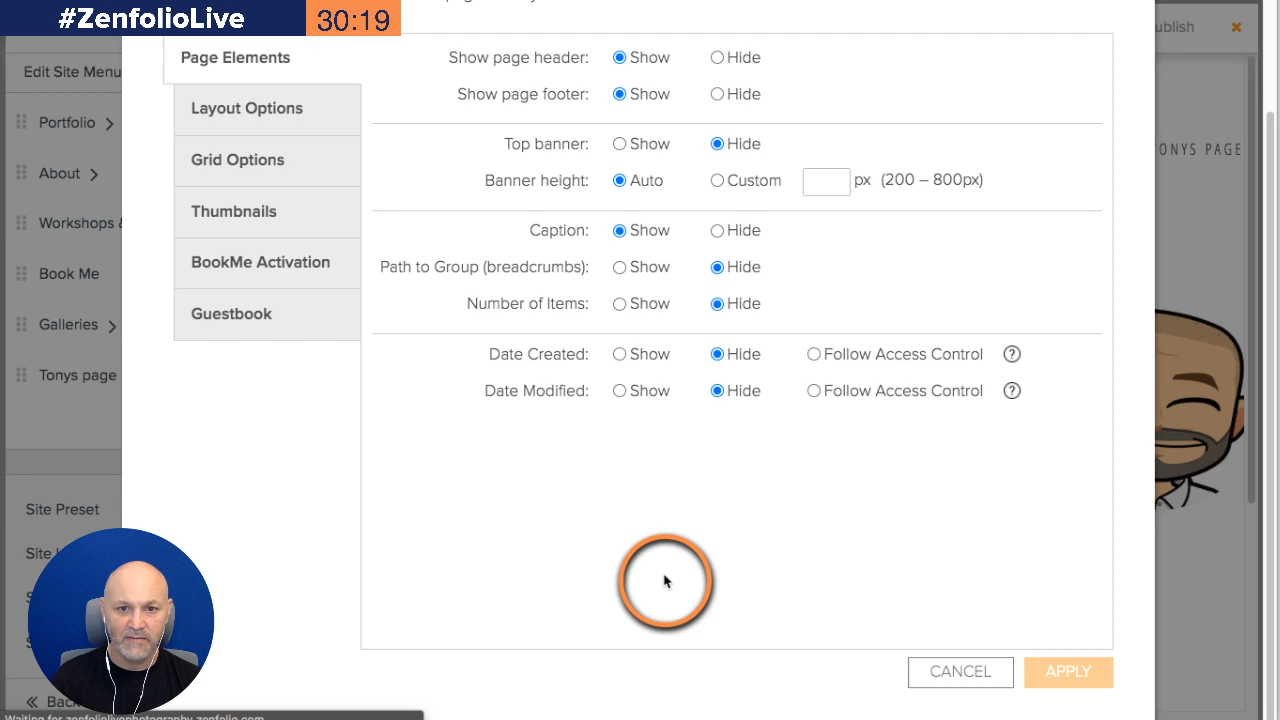 #ZenfolioLive 30:19
ublish
Edit Site Menu
Portfolio
About
Workshops &
Book Me
Galleries
Tonys page
Site Preset
Site
Back
Page Elements
Layout Options
Grid Options
Thumbnails
BookMe Activation
Guestbook
Show page header: Show Hide
Show page footer: Show Hide
Top banner: Show Hide
Banner height: Auto Custom px (200 – 800px)
Caption: Show Hide
Path to Group (breadcrumbs): Show Hide
Number of Items: Show Hide
Date Created: Show Hide Follow Access Control ?
Date Modified: Show Hide Follow Access Control ?
CANCEL APPLY
TONYS PAGE